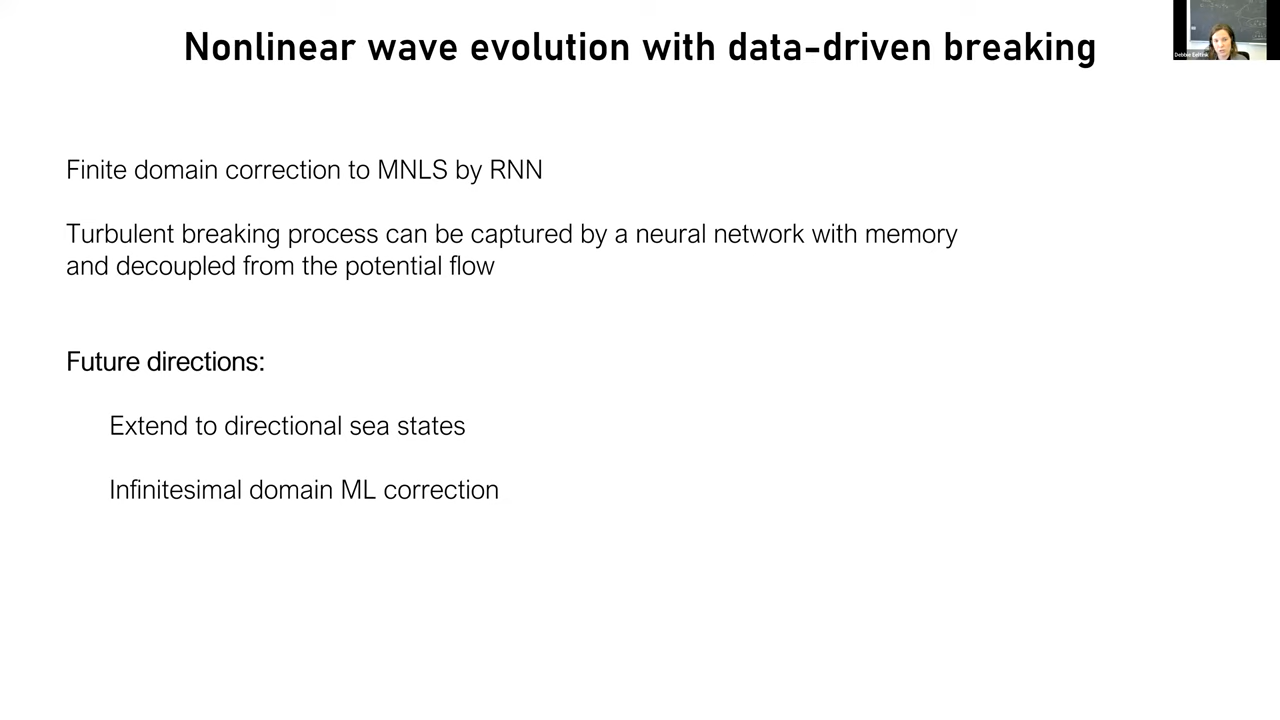 Nonlinear wave evolution with data-driven breaking
Finite domain correction to MNLS by RNN
Turbulent breaking process can be captured by a neural network with memory
and decoupled from the potential flow
Future directions:
Extend to directional sea states
Infinitesimal domain ML correction